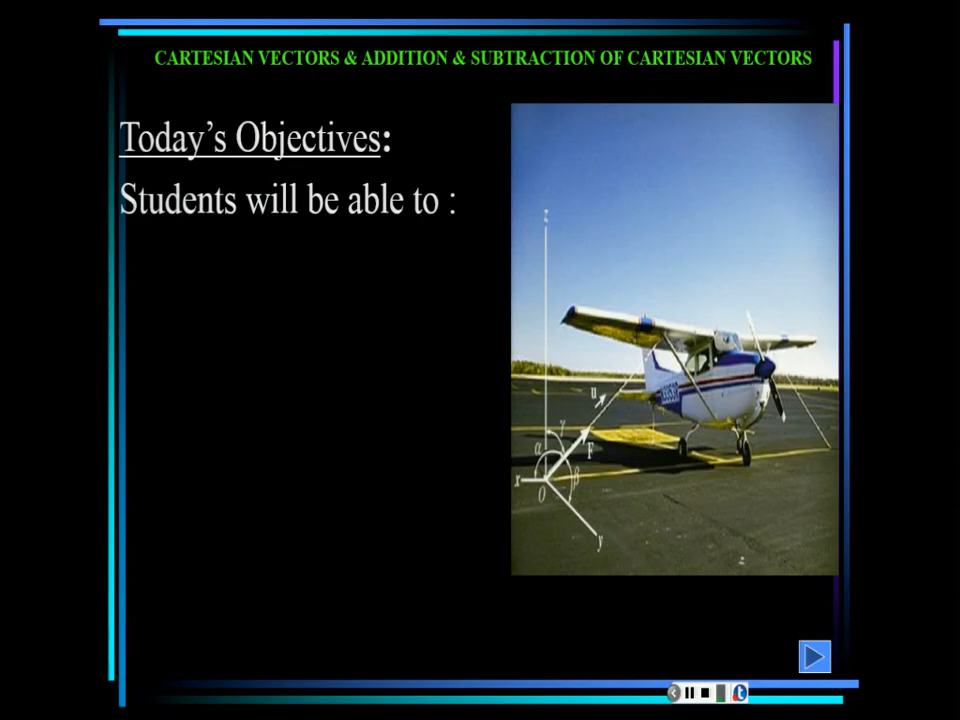 CARTESIAN VECTORS & ADDITION & SUBTRACTION OF CARTESIAN VECTORS
Today's Objectives:
Students will be able to :
z
u
γ
α
F
x
β
O
y